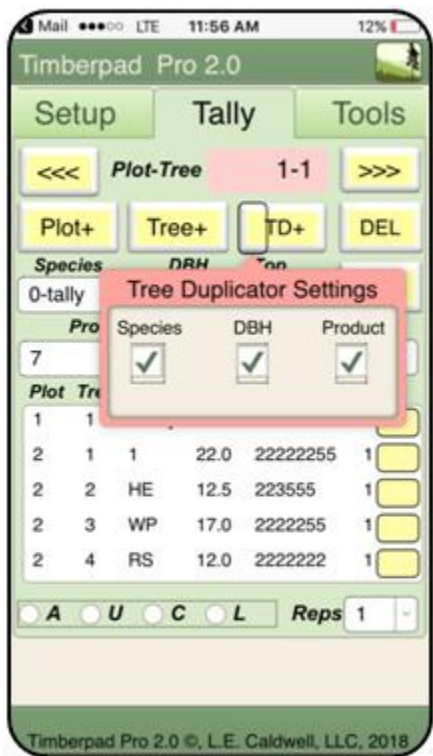 Mail LTE 11:56 AM 12%
Timberpad Pro 2.0
Setup Tally Tools
<<< Plot-Tree 1-1 >>>
Plot+ Tree+ TD+ DEL
Species DBH Top
0-tally
Tree Duplicator Settings
Species DBH Product
Pro
7
Plot Tre
1 1
2 1 1 22.0 22222255 1
2 2 HE 12.5 223555 1
2 3 WP 17.0 2222255 1
2 4 RS 12.0 2222222 1
A U C L Reps 1
Timberpad Pro 2.0 ©, L.E. Caldwell, LLC, 2018